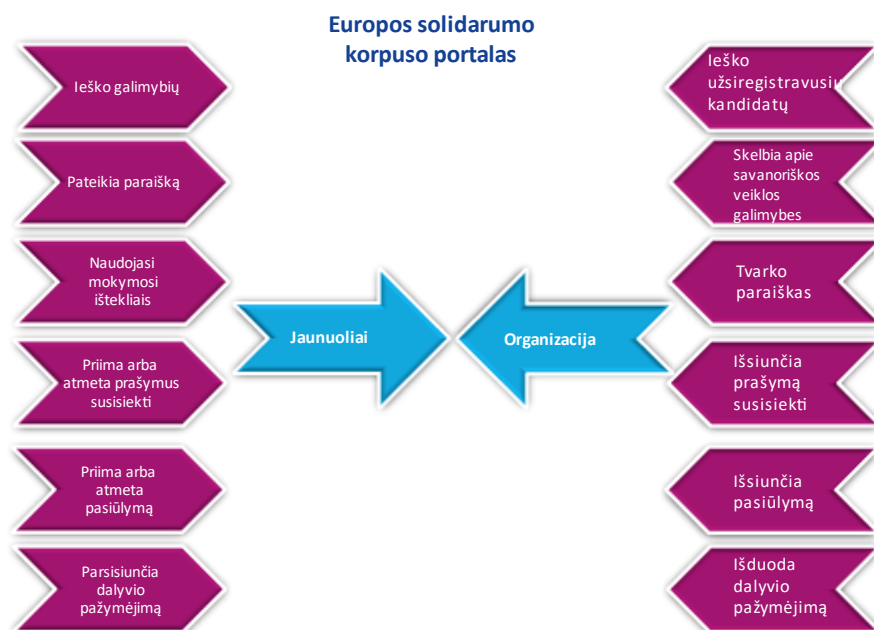 Europos solidarumo
korpuso portalas
Ieško galimybių
Pateikia paraišką
Naudojasi
mokymosi
ištekliais
Priima arba
atmeta prašymus
susisiekti
Priima arba
atmeta
pasiūlymą
Parsisiunčia
dalyvio
pažymėjimą
Jaunuoliai
Organizacija
Ieško
užsiregistravusių
kandidatų
Skelbia apie
savanoriškos
veiklos
galimybes
Tvarko
paraiškas
Išsiunčia
prašymą
susisiekti
Išsiunčia
pasiūlymą
Išduoda
dalyvio
pažymėjimą